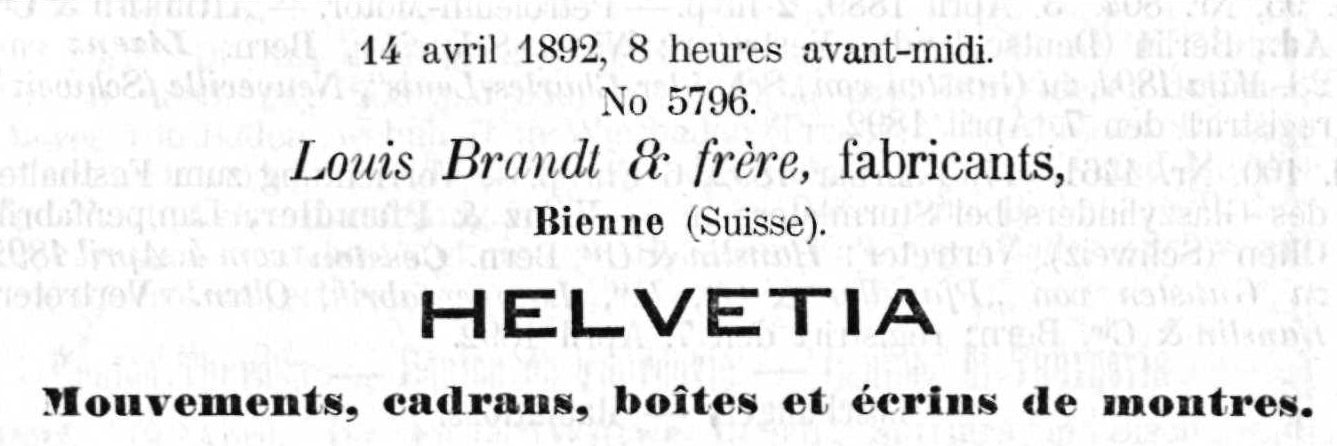 14 avril 1892, 8 heures avant-midi.
No 5796.
Louis Brandt & frère, fabricants,
Bienne (Suisse).
HELVETIA
Mouvements, cadrans, boîtes et écrins de montres.